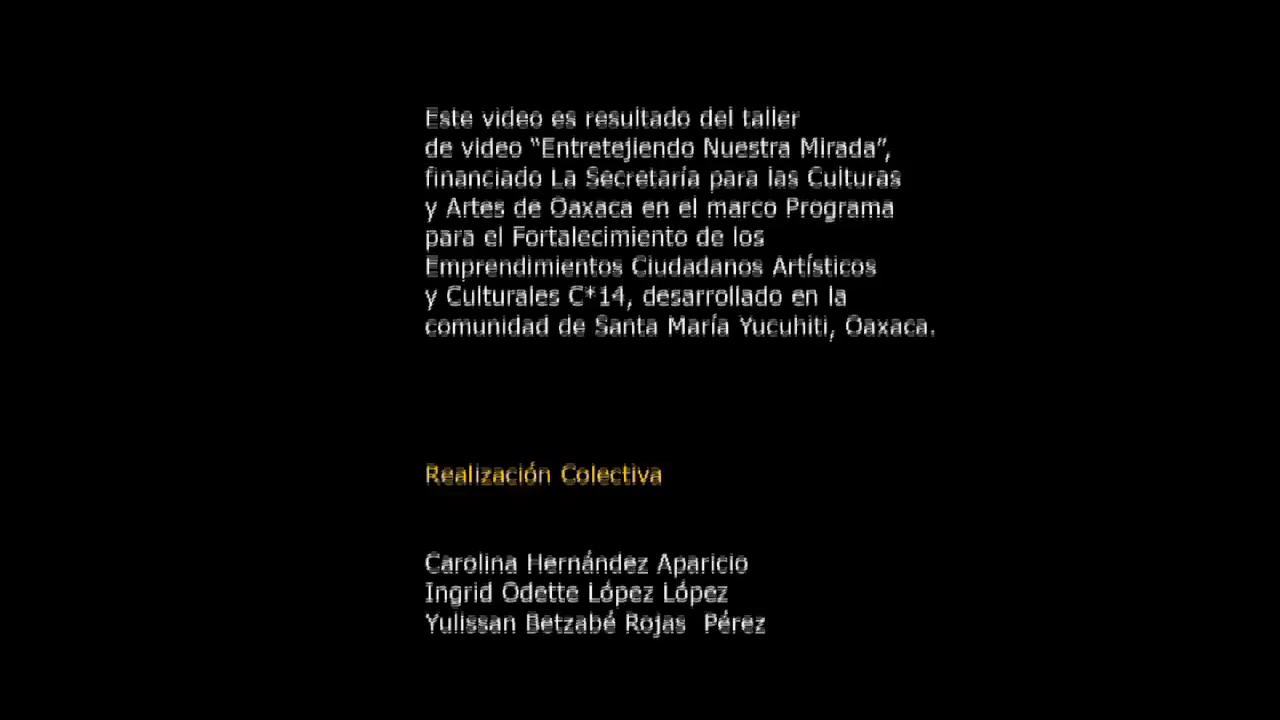 Este video es resultado del taller
de video “Entretejiendo Nuestra Mirada”,
financiado La Secretaría para las Culturas
y Artes de Oaxaca en el marco Programa
para el Fortalecimiento de los
Emprendimientos Ciudadanos Artísticos
y Culturales C*14, desarrollado en la
comunidad de Santa María Yucuhiti, Oaxaca.
Realización Colectiva
Carolina Hernández Aparicio
Ingrid Odette López López
Yulissan Betzabé Rojas  Pérez